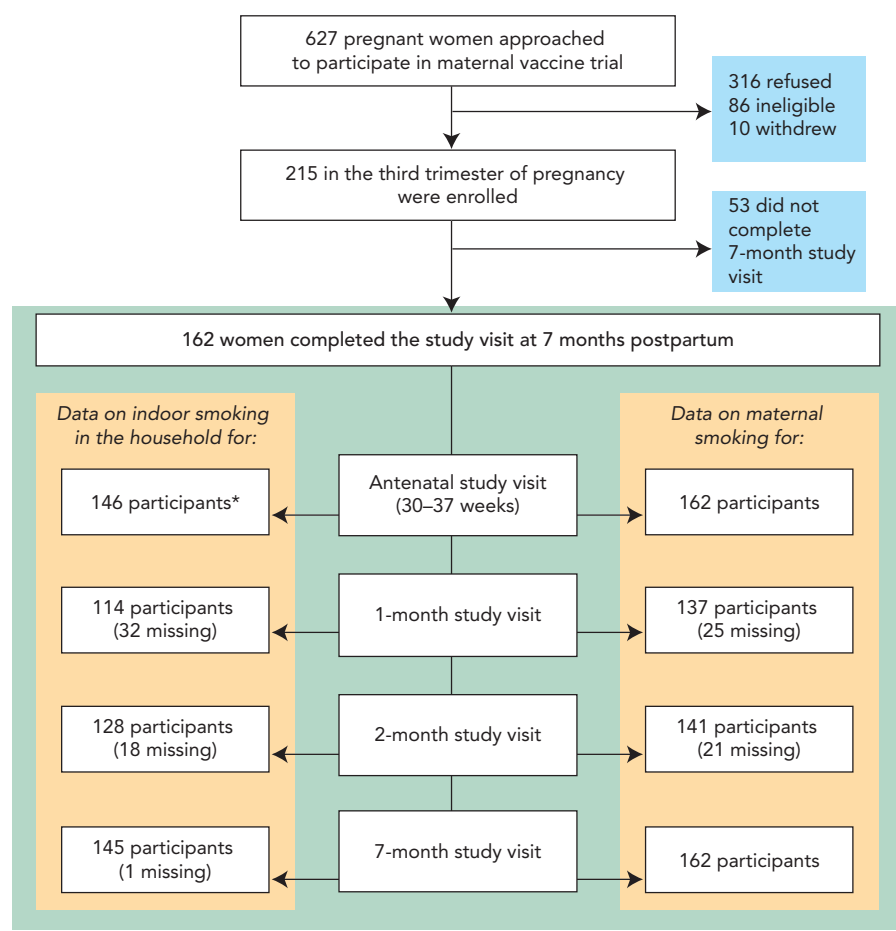 627 pregnant women approached
to participate in maternal vaccine trial
316 refused
86 ineligible
10 withdrew
215 in the third trimester of pregnancy
were enrolled
53 did not
complete
7-month study
visit
162 women completed the study visit at 7 months postpartum
Data on indoor smoking
in the household for:
Data on maternal
smoking for:
146 participants*
Antenatal study visit
(30–37 weeks)
162 participants
114 participants
(32 missing)
1-month study visit
137 participants
(25 missing)
128 participants
(18 missing)
2-month study visit
141 participants
(21 missing)
145 participants
(1 missing)
7-month study visit
162 participants